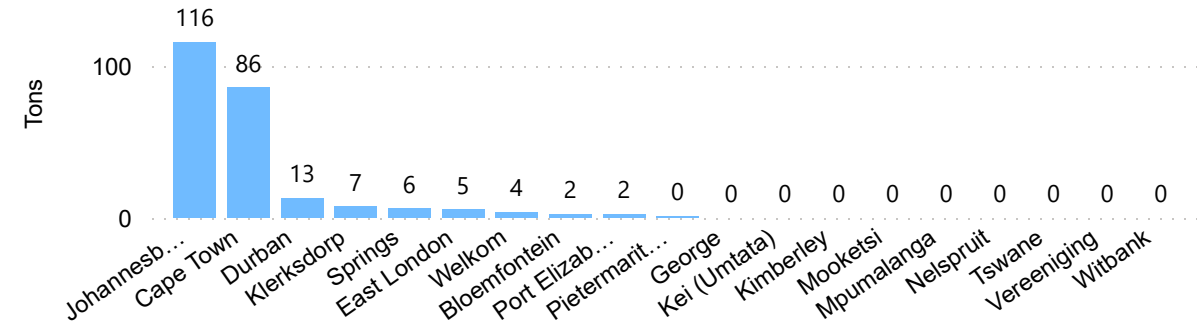 Tons
100
0
116
86
13
7
6
5
4
2
2
0
0
0
0
0
0
0
0
0
0
Johannesb...
Cape Town
Durban
Klerksdorp
Springs
East London
Welkom
Bloemfontein
Port Elizab...
Pietermarit...
George
Kei (Umtata)
Kimberley
Mooketsi
Mpumalanga
Nelspruit
Tswane
Vereeniging
Witbank